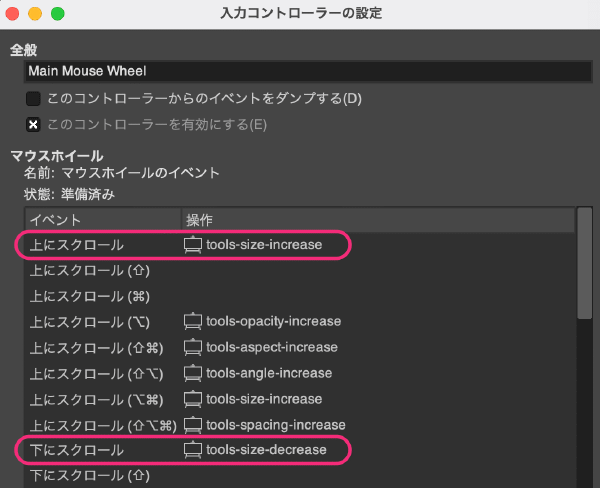 入力コントローラーの設定
全般
Main Mouse Wheel
このコントローラーからのイベントをダンプする(D)
このコントローラーを有効にする(E)
マウスホイール
名前: マウスホイールのイベント
状態: 準備済み
イベント 操作
上にスクロール tools-size-increase
上にスクロール (⇧)
上にスクロール (⌘)
上にスクロール (⌥) tools-opacity-increase
上にスクロール (⇧⌘) tools-aspect-increase
上にスクロール (⇧⌥) tools-angle-increase
上にスクロール (⌥⌘) tools-size-increase
上にスクロール (⇧⌥⌘) tools-spacing-increase
下にスクロール tools-size-decrease
下にスクロール (⇧)